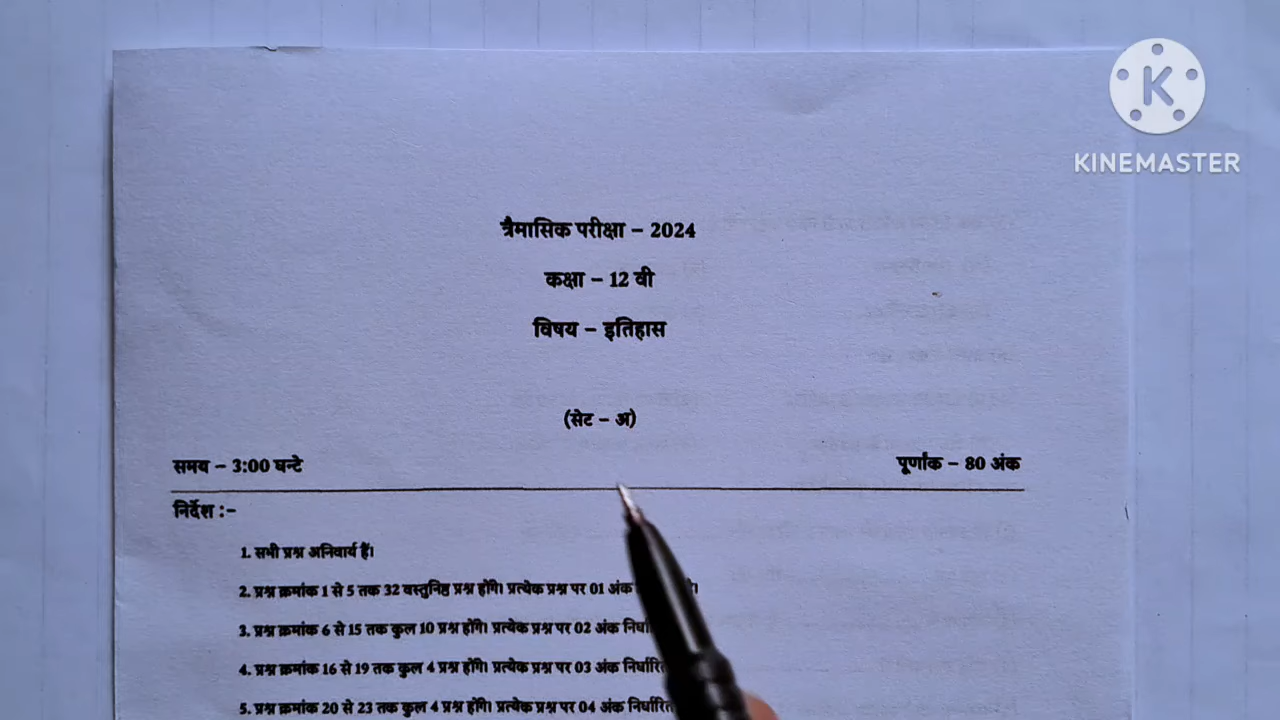 K
KINEMASTER
त्रैमासिक परीक्षा – 2024
कक्षा – 12 वी
विषय – इतिहास
(सेट – अ)
समय – 3:00 घन्टे
पूर्णांक – 80 अंक
निर्देश :-
1. सभी प्रश्न अनिवार्य हैं।
2. प्रश्न क्रमांक 1 से 5 तक 32 वस्तुनिष्ठ प्रश्न होंगे। प्रत्येक प्रश्न पर 01 अंक
3. प्रश्न क्रमांक 6 से 15 तक कुल 10 प्रश्न होंगे। प्रत्येक प्रश्न पर 02 अंक
4. प्रश्न क्रमांक 16 से 19 तक कुल 4 प्रश्न होंगे। प्रत्येक प्रश्न पर 03 अंक निर्धारित
5. प्रश्न क्रमांक 20 से 23 तक कुल 4 प्रश्न होंगे। प्रत्येक प्रश्न पर 04 अंक निर्धारित